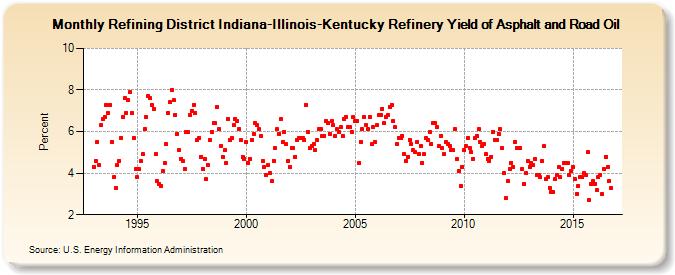 Monthly Refining District Indiana-Illinois-Kentucky Refinery Yield of Asphalt and Road Oil
Percent
10
8
6
4
2
1995 2000 2005 2010 2015
Source: U.S. Energy Information Administration